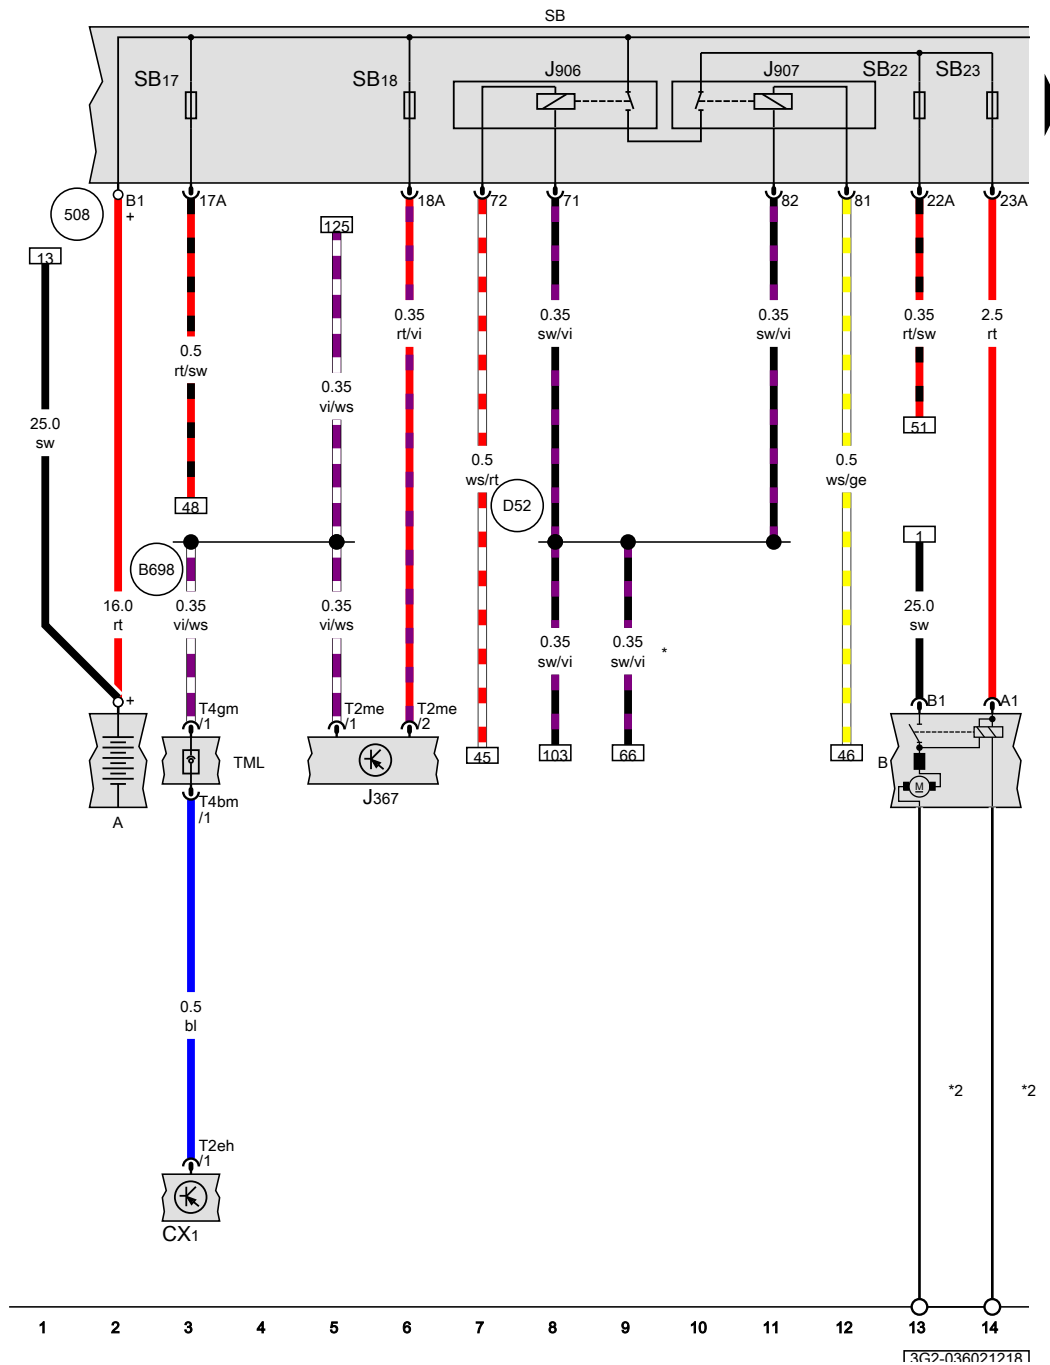 SB
SB17
SB18
J906
J907
SB22
SB23
508
B1
+
17A
18A
72
71
82
81
22A
23A
125
13
0.5
rt/sw
0.35
rt/vi
0.35
sw/vi
0.35
sw/vi
0.35
rt/sw
2.5
rt
0.35
vi/ws
25.0
sw
51
0.5
ws/rt
0.5
ws/ge
48
D52
1
B698
16.0
rt
0.35
vi/ws
0.35
vi/ws
0.35
sw/vi
0.35
sw/vi
*
25.0
sw
+
T4gm
/1
T2me
/1
T2me
/2
B1
A1
TML
45
103
66
46
B
M
J367
A
T4bm
/1
0.5
bl
*2
*2
T2eh
/1
CX1
1 2 3 4 5 6 7 8 9 10 11 12 13 14
3G2-036021218